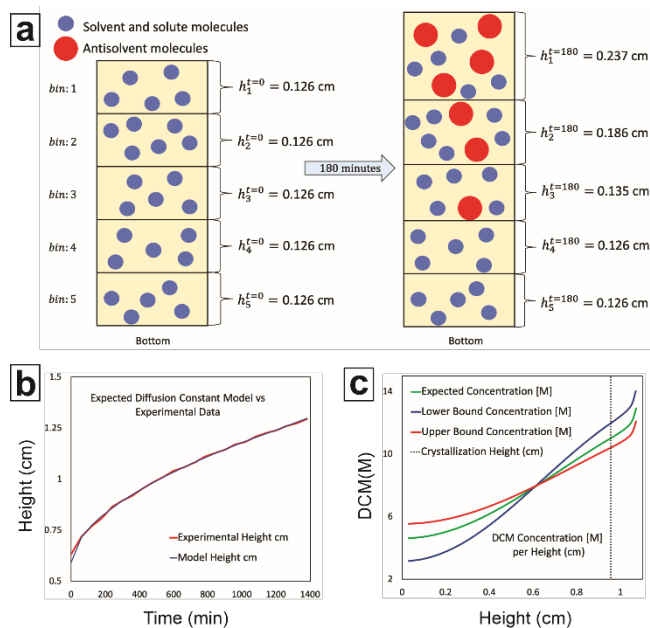 a
Solvent and solute molecules
Antisolvent molecules
bin: 1
h₁ᵗ⁼⁰ = 0.126 cm
bin: 2
h₂ᵗ⁼⁰ = 0.126 cm
bin: 3
h₃ᵗ⁼⁰ = 0.126 cm
bin: 4
h₄ᵗ⁼⁰ = 0.126 cm
bin: 5
h₅ᵗ⁼⁰ = 0.126 cm
Bottom
180 minutes
h₁ᵗ⁼¹⁸⁰ = 0.237 cm
h₂ᵗ⁼¹⁸⁰ = 0.186 cm
h₃ᵗ⁼¹⁸⁰ = 0.135 cm
h₄ᵗ⁼¹⁸⁰ = 0.126 cm
h₅ᵗ⁼¹⁸⁰ = 0.126 cm
Bottom
b
Expected Diffusion Constant Model vs
Experimental Data
Height (cm)
1.5
1.25
1
0.75
0.5
Experimental Height cm
Model Height cm
0 200 400 600 800 1000 1200 1400
Time (min)
c
Expected Concentration [M]
Lower Bound Concentration [M]
Upper Bound Concentration [M]
Crystallization Height (cm)
DCM(M)
14
10
6
2
DCM Concentration [M]
per Height (cm)
0 0.2 0.4 0.6 0.8 1
Height (cm)